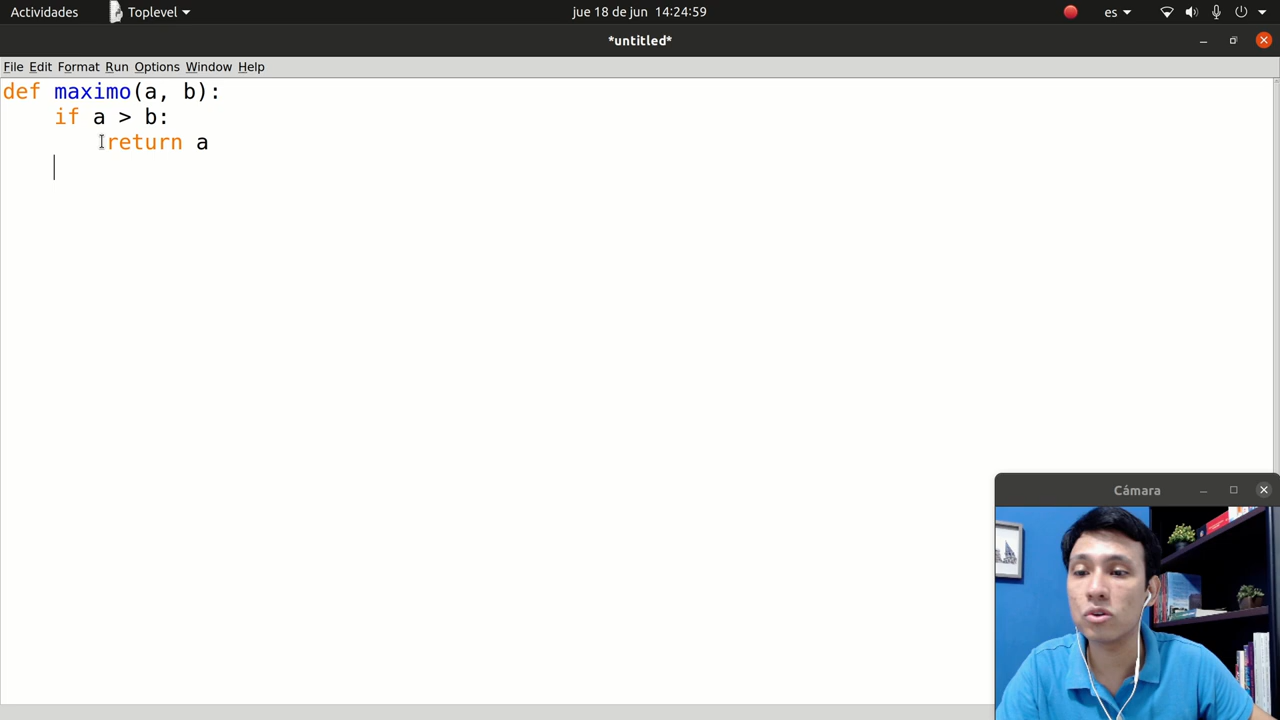 Actividades Toplevel jue 18 de jun 14:24:59 es
*untitled*
File Edit Format Run Options Window Help
def maximo(a, b):
if a > b:
return a
Cámara